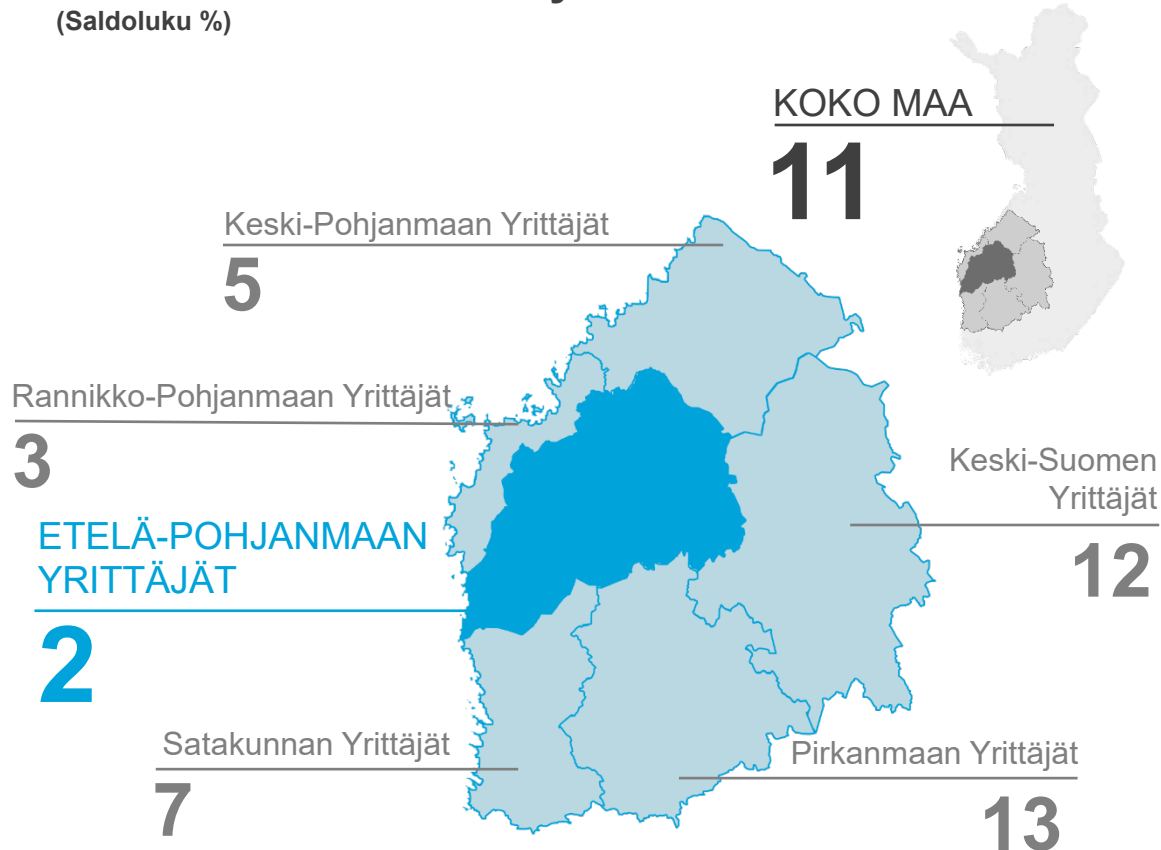 (Saldoluku %)
KOKO MAA
11
Keski-Pohjanmaan Yrittäjät
5
Rannikko-Pohjanmaan Yrittäjät
3
Keski-Suomen
Yrittäjät
12
ETELÄ-POHJANMAAN
YRITTÄJÄT
2
Satakunnan Yrittäjät
7
Pirkanmaan Yrittäjät
13